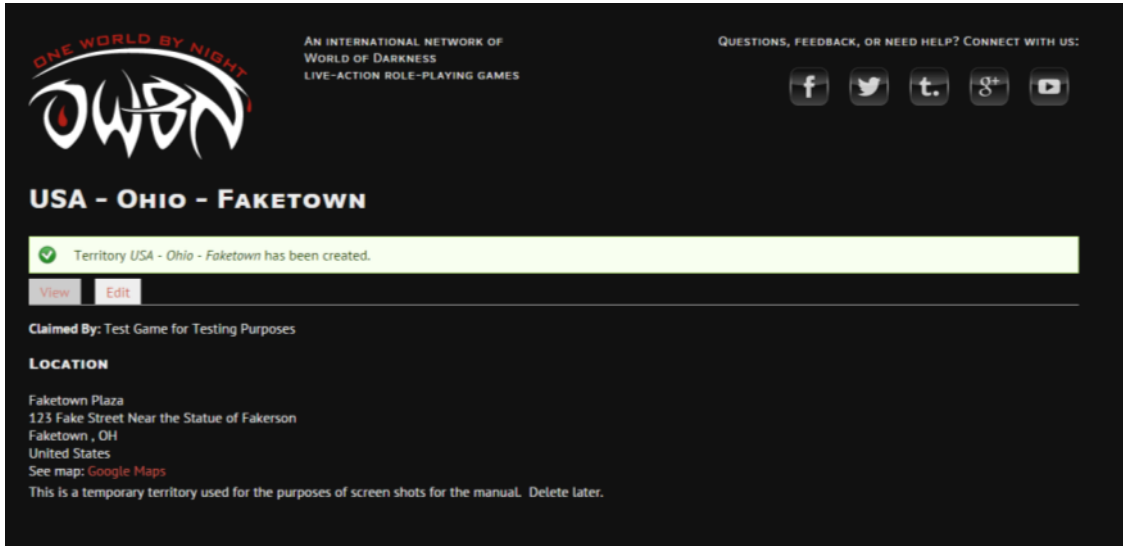 ONE WORLD BY NIGHT
OWBN
An international network of
World of Darkness
live-action role-playing games
Questions, feedback, or need help? Connect with us:
f
t.
g+
USA - Ohio - Faketown
Territory USA - Ohio - Faketown has been created.
View
Edit
Claimed By: Test Game for Testing Purposes
Location
Faketown Plaza
123 Fake Street Near the Statue of Fakerson
Faketown , OH
United States
See map: Google Maps
This is a temporary territory used for the purposes of screen shots for the manual. Delete later.